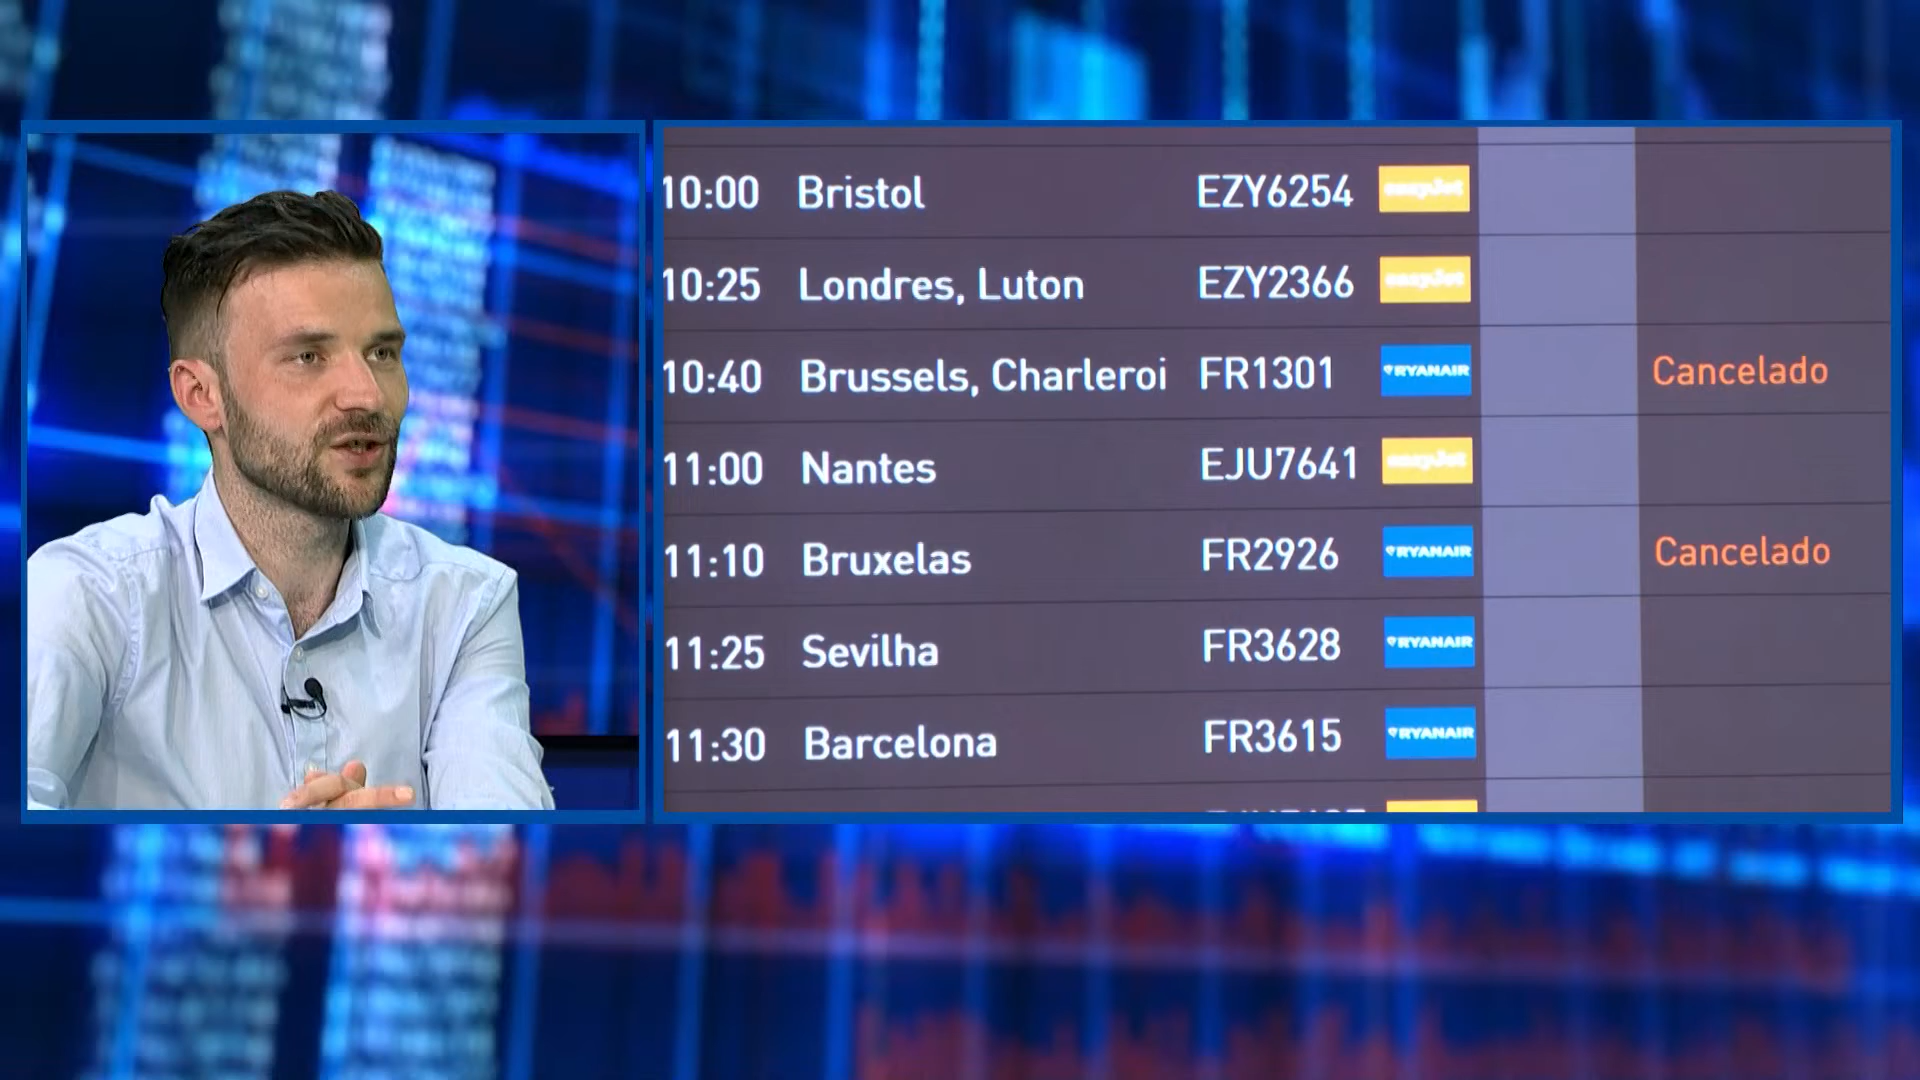 10:00 Bristol EZY6254 easyJet
10:25 Londres, Luton EZY2366 easyJet
10:40 Brussels, Charleroi FR1301 RYANAIR Cancelado
11:00 Nantes EJU7641 easyJet
11:10 Bruxelas FR2926 RYANAIR Cancelado
11:25 Sevilha FR3628 RYANAIR
11:30 Barcelona FR3615 RYANAIR